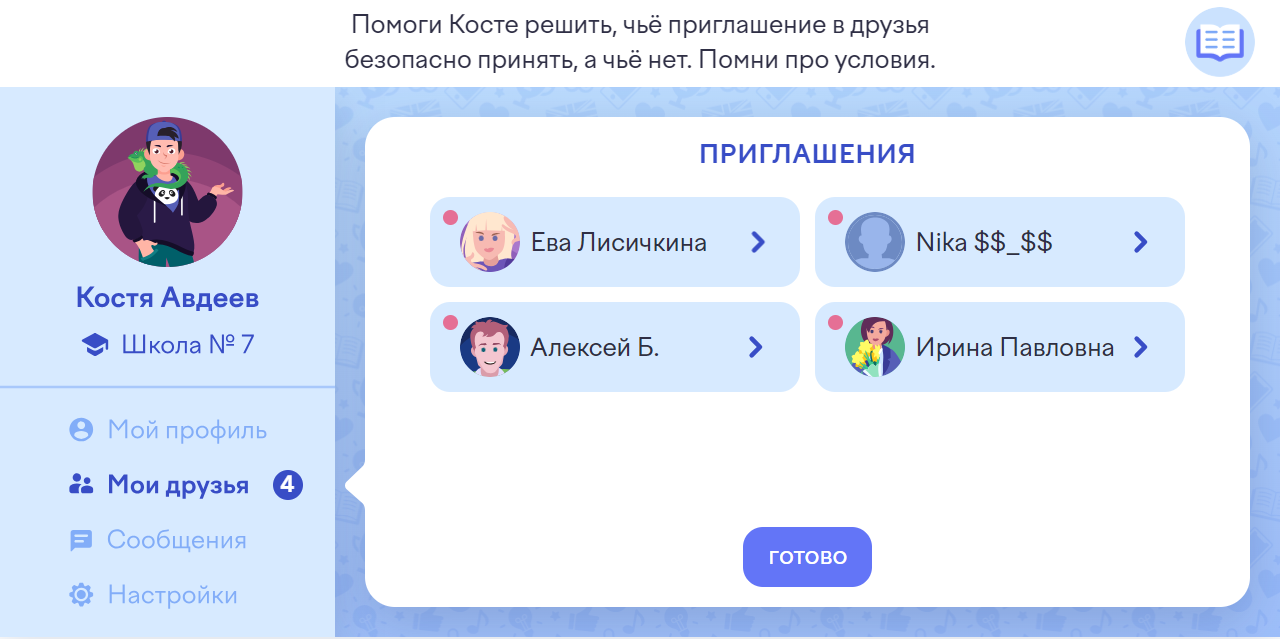 Помоги Косте решить, чьё приглашение в друзья
безопасно принять, а чьё нет. Помни про условия.
Костя Авдеев
Школа № 7
Мой профиль
Мои друзья 4
Сообщения
Настройки
ПРИГЛАШЕНИЯ
Ева Лисичкина
Nika $$_$$
Алексей Б.
Ирина Павловна
ГОТОВО